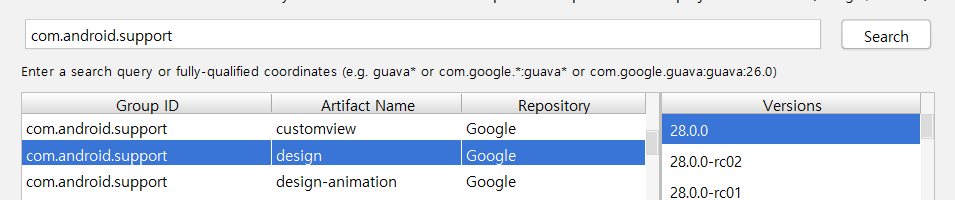 com.android.support
Search
Enter a search query or fully-qualified coordinates (e.g. guava* or com.google.*:guava* or com.google.guava:guava:26.0)
Group ID Artifact Name Repository Versions
com.android.support customview Google 28.0.0
com.android.support design Google 28.0.0-rc02
com.android.support design-animation Google 28.0.0-rc01